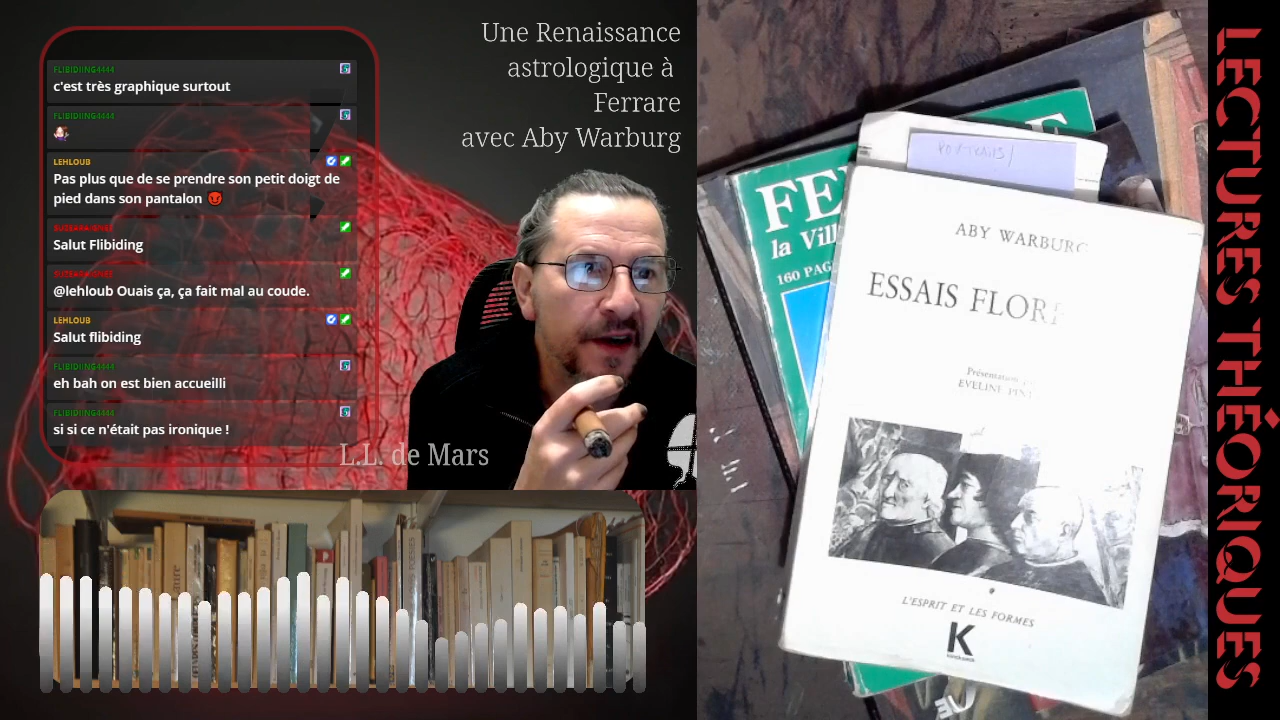 FLIBIDIING4444
c'est très graphique surtout
FLIBIDIING4444
LEHLOUB
Pas plus que de se prendre son petit doigt de
pied dans son pantalon
Salut Flibiding
@lehloub Ouais ça, ça fait mal au coude.
LEHLOUB
Salut flibiding
FLIBIDIING4444
eh bah on est bien accueilli
FLIBIDIING4444
si si ce n'était pas ironique !
Une Renaissance
astrologique à
Ferrare
avec Aby Warburg
L.L. de Mars
PORTRAITS/
FE
la Vill
160 PAG
ABY WARBURG
ESSAIS FLOR
Présentation
EVELINE PIN
L'ESPRIT ET LES FORMES
K
klincksieck
LECTURES THÉORIQUES